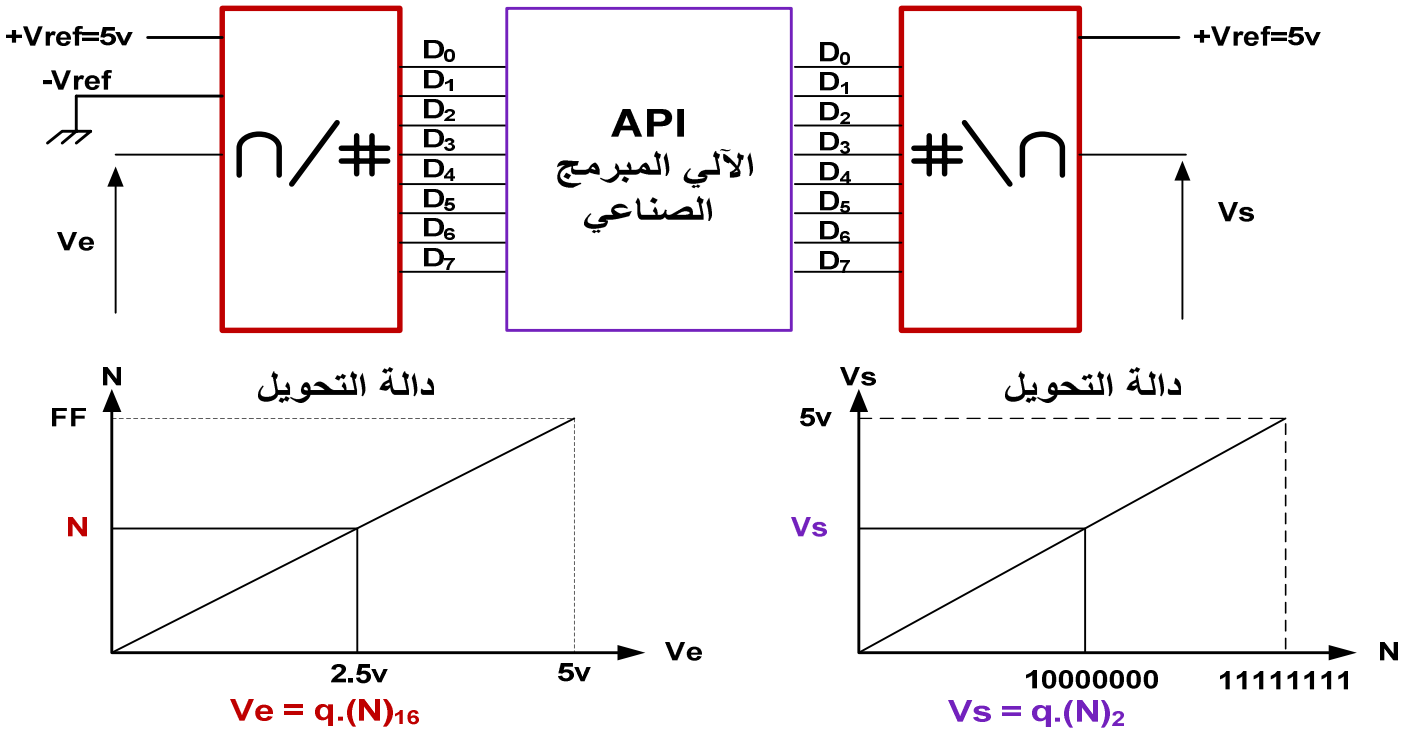 +Vref=5v
-Vref
Ve
∩/#
D₀
D₁
D₂
D₃
D₄
D₅
D₆
D₇
API
الآلي المبرمج
الصناعي
D₀
D₁
D₂
D₃
D₄
D₅
D₆
D₇
#\∩
+Vref=5v
Vs
دالة التحويل
N
FF
N
2.5v
5v
Ve
Ve = q.(N)₁₆
دالة التحويل
Vs
5v
Vs
10000000
11111111
N
Vs = q.(N)₂